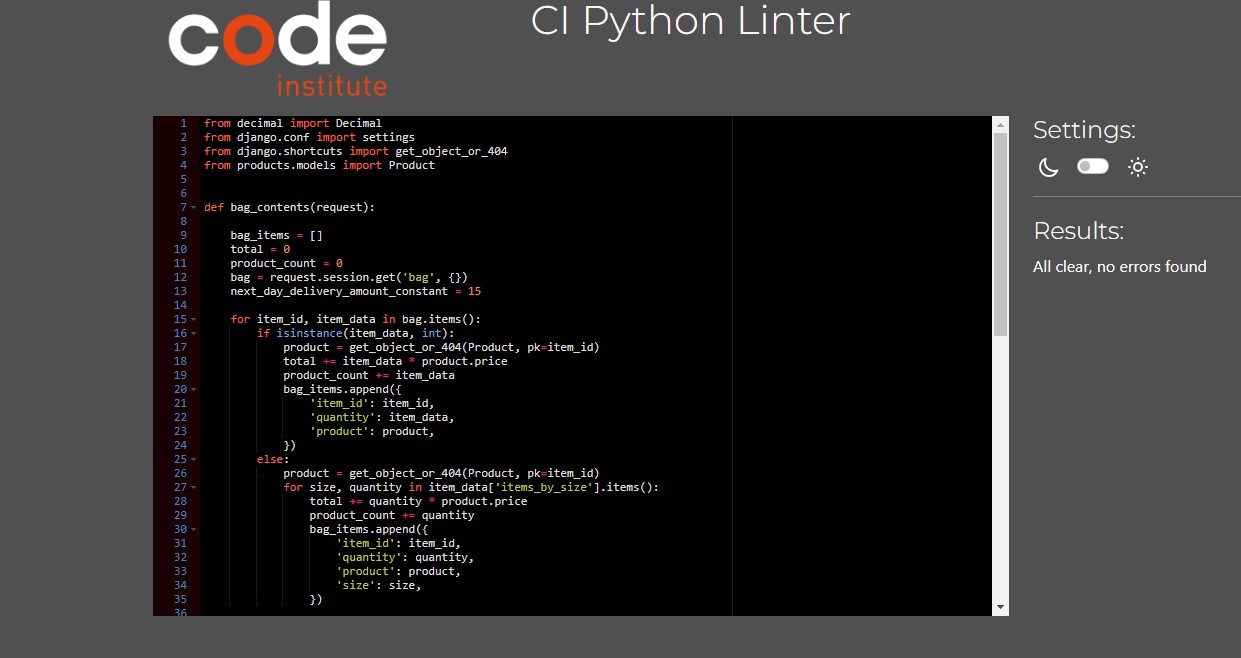 code
institute
CI Python Linter
1 from decimal import Decimal
2 from django.conf import settings
3 from django.shortcuts import get_object_or_404
4 from products.models import Product
5
6
7 def bag_contents(request):
8
9     bag_items = []
10     total = 0
11     product_count = 0
12     bag = request.session.get('bag', {})
13     next_day_delivery_amount_constant = 15
14
15     for item_id, item_data in bag.items():
16         if isinstance(item_data, int):
17             product = get_object_or_404(Product, pk=item_id)
18             total += item_data * product.price
19             product_count += item_data
20             bag_items.append({
21                 'item_id': item_id,
22                 'quantity': item_data,
23                 'product': product,
24             })
25         else:
26             product = get_object_or_404(Product, pk=item_id)
27             for size, quantity in item_data['items_by_size'].items():
28                 total += quantity * product.price
29                 product_count += quantity
30                 bag_items.append({
31                     'item_id': item_id,
32                     'quantity': quantity,
33                     'product': product,
34                     'size': size,
35                 })
36
Settings:
Results:
All clear, no errors found